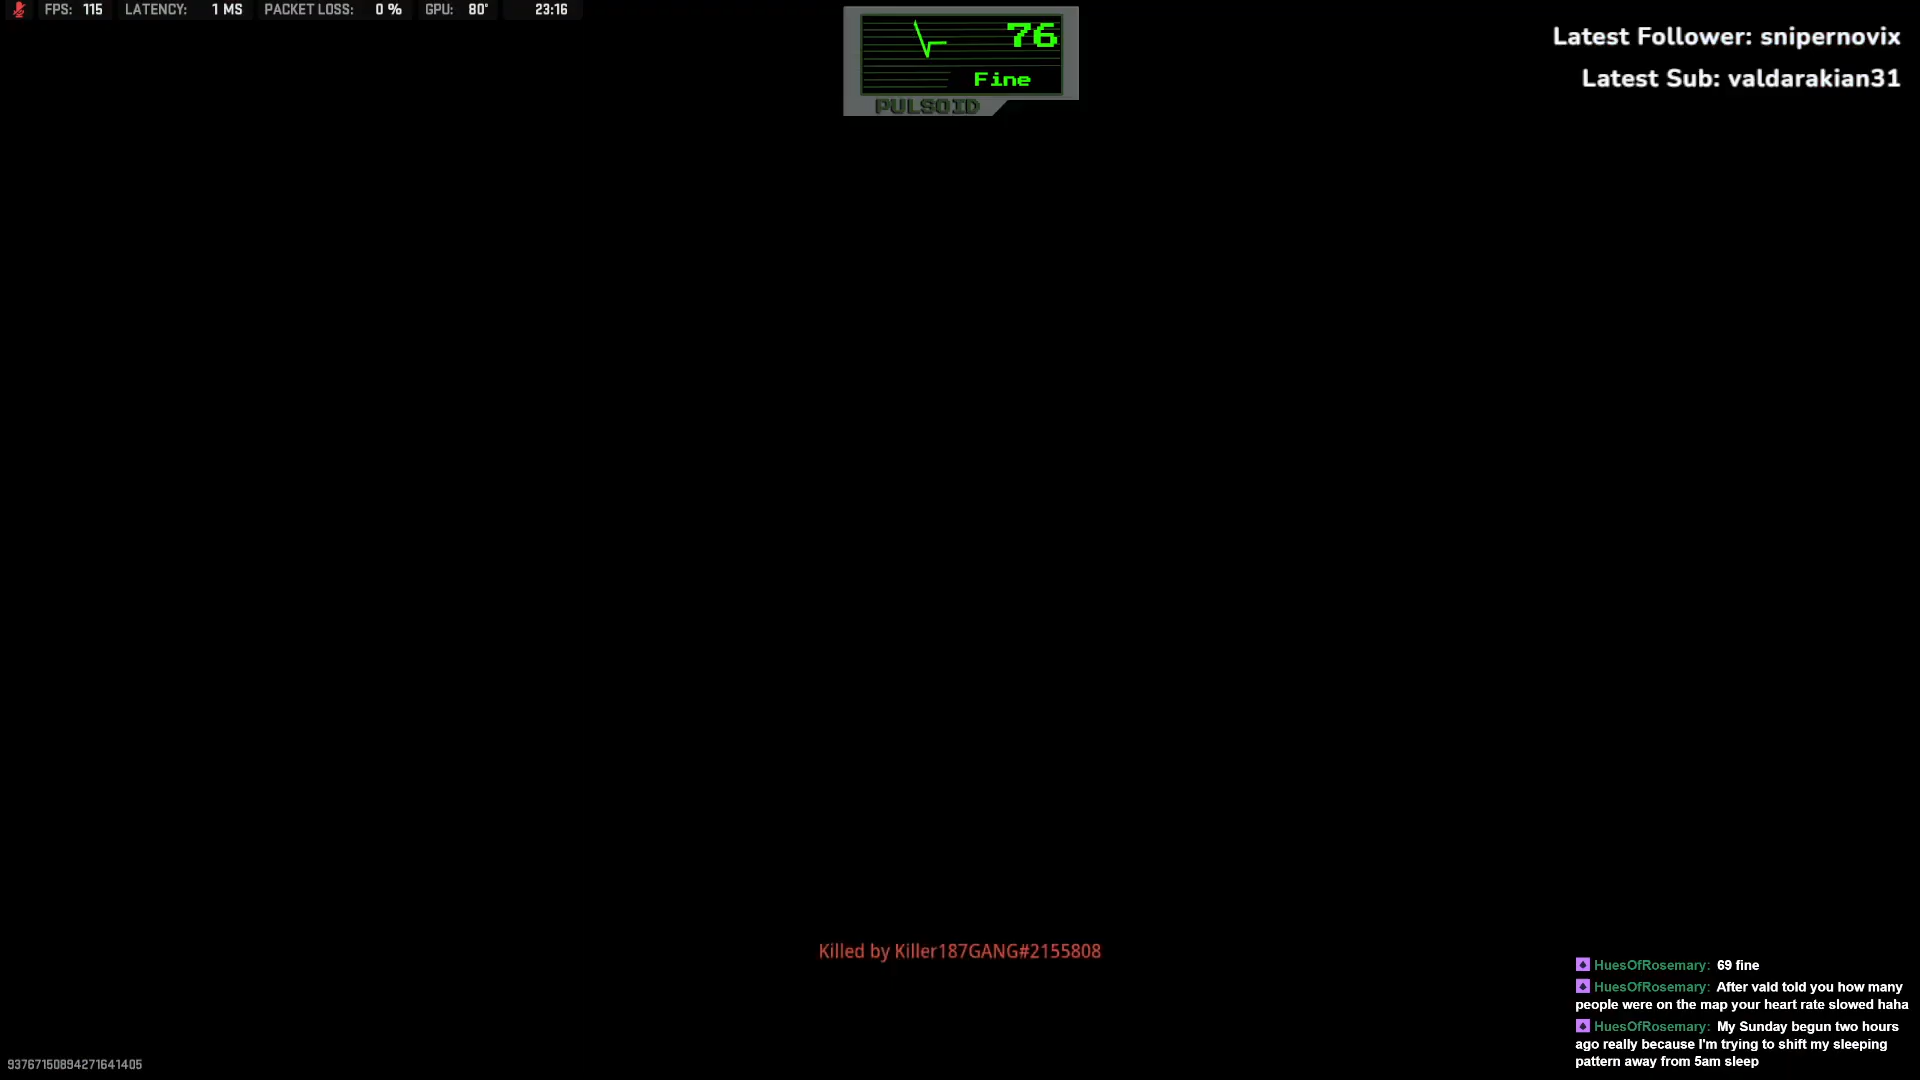 FPS: 115 LATENCY: 1 MS PACKET LOSS: 0 % GPU: 80° 23:16
76
Fine
PULSOID
Latest Follower: snipernovix
Latest Sub: valdarakian31
Killed by Killer187GANG#2155808
HuesOfRosemary: 69 fine
HuesOfRosemary: After vald told you how many
people were on the map your heart rate slowed haha
HuesOfRosemary: My Sunday begun two hours
ago really because I'm trying to shift my sleeping
pattern away from 5am sleep
93767150894271641405